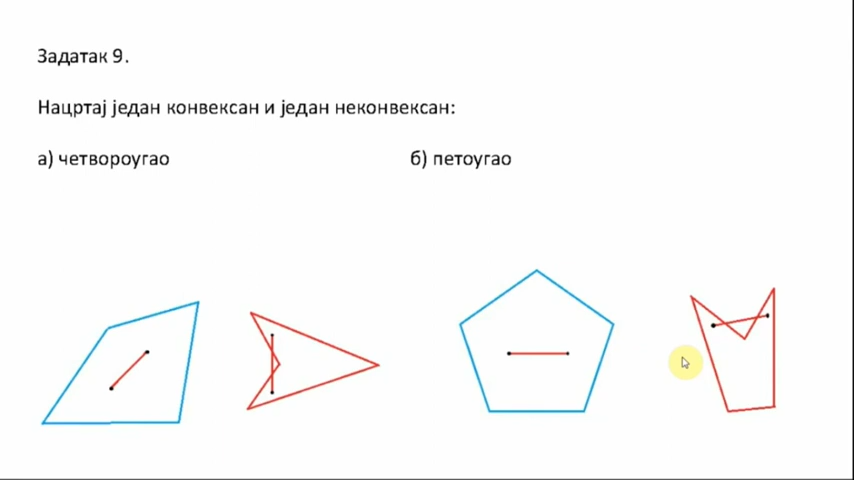 Задатак 9.
Нацртај један конвексан и један неконвексан:
а) четвороугао б) петоугао